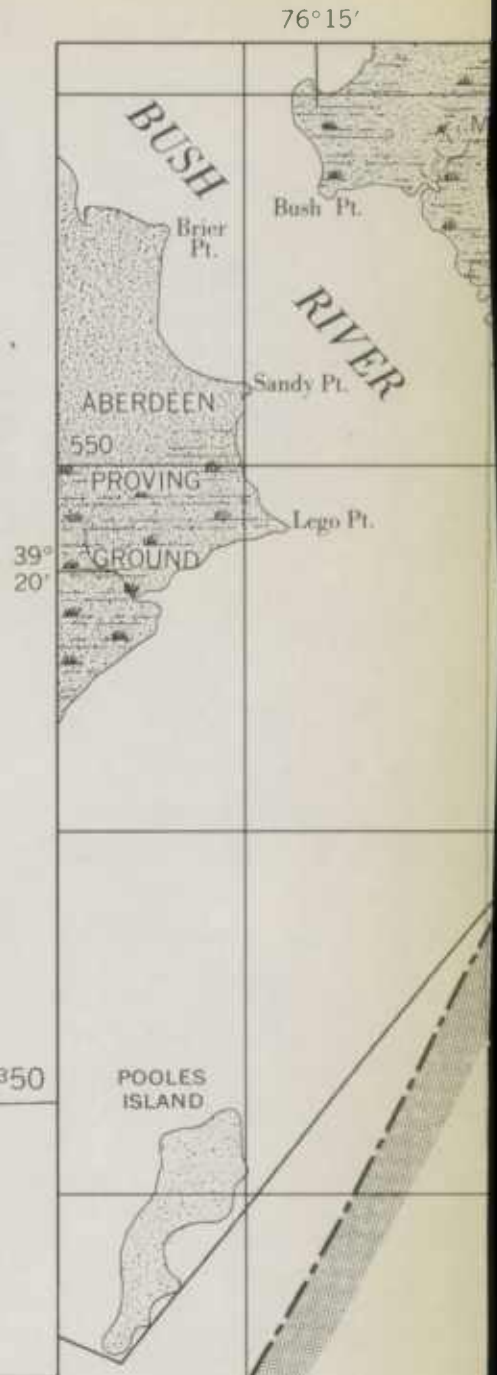 76°15′
BUSH
RIVER
Brier
Pt.
Bush Pt.
M
Sandy Pt.
ABERDEEN
550
PROVING
Lego Pt.
39°
20′
GROUND
350
POOLES
ISLAND